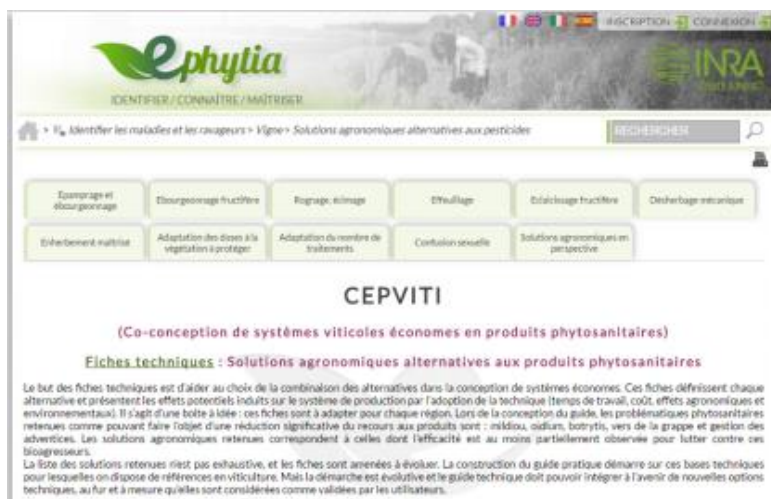 INSCRIPTION CONNEXION
ephytia
IDENTIFIER / CONNAÎTRE / MAÎTRISER
INRA
> Identifier les maladies et les ravageurs > Vigne > Solutions agronomiques alternatives aux pesticides
RECHERCHER
Epamprage et
ébourgeonnage
Ebourgeonnage fructifère
Rognage, écimage
Effeuillage
Eclaircissage fructifère
Désherbage mécanique
Enherbement maîtrisé
Adaptation des doses à la
végétation à protéger
Adaptation du nombre de
traitements
Confusion sexuelle
Solutions agronomiques en
perspective
CEPVITI
(Co-conception de systèmes viticoles économes en produits phytosanitaires)
Fiches techniques : Solutions agronomiques alternatives aux produits phytosanitaires
Le but des fiches techniques est d'aider au choix de la combinaison des alternatives dans la conception de systèmes économes. Ces fiches définissent chaque
alternative et présentent les effets potentiels induits sur le système de production par l'adoption de la technique (temps de travail, coût, effets agronomiques et
environnementaux). Il s'agit d'une boîte à idée : ces fiches sont à adapter pour chaque région. Lors de la conception du guide, les problématiques phytosanitaires
retenues comme pouvant faire l'objet d'une réduction significative du recours aux produits sont : mildiou, oïdium, botrytis, vers de la grappe et gestion des
adventices. Les solutions agronomiques retenues correspondent à celles dont l'efficacité est au moins partiellement observée pour lutter contre ces
bioagresseurs.
La liste des solutions retenues n'est pas exhaustive, et les fiches sont amenées à évoluer. La construction du guide pratique démarre sur ces bases techniques
pour lesquelles on dispose de références en viticulture. Mais la démarche est évolutive et le guide technique doit pouvoir intégrer à l'avenir de nouvelles options
techniques, au fur et à mesure qu'elles sont considérées comme validées par les utilisateurs.